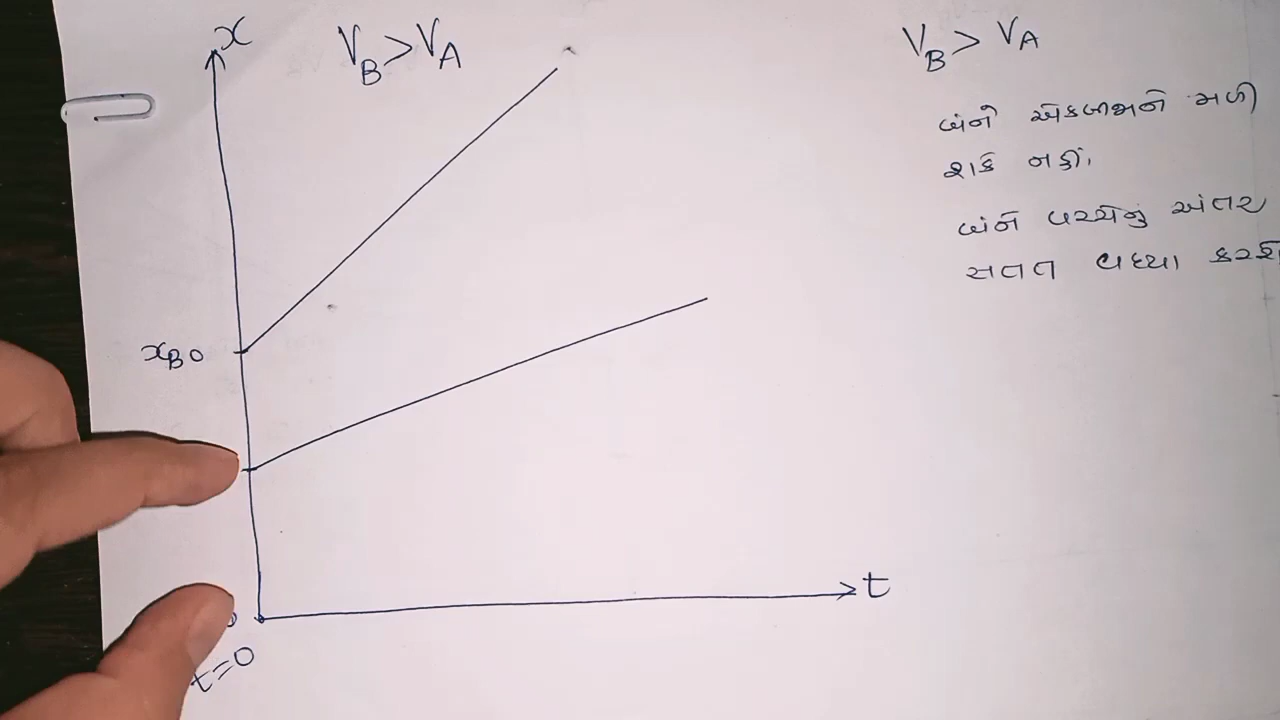 x
V_B > V_A
x_B0
t
t=0
V_B > V_A
બંને એકબીજાને મળી
શકે નહીં.
બંને વચ્ચેનું અંતર
સતત વધ્યા કરશે